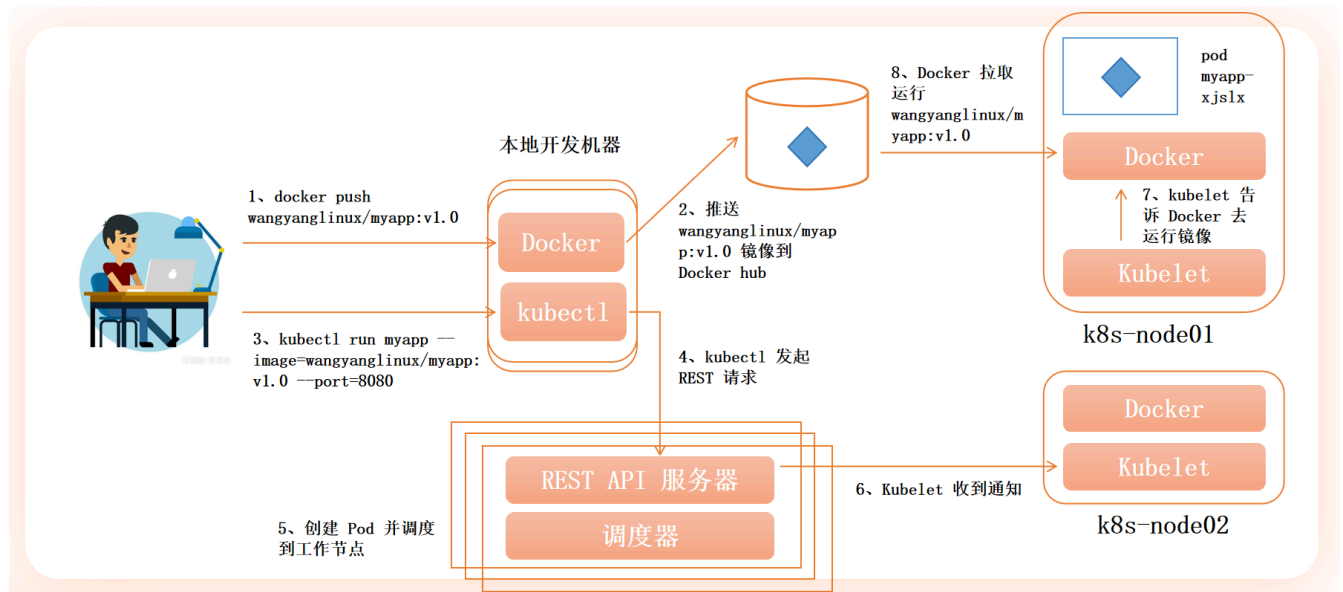 本地开发机器
1、docker push
wangyanglinux/myapp:v1.0
Docker
kubectl
3、kubectl run myapp --
image=wangyanglinux/myapp:
v1.0 --port=8080
2、推送
wangyanglinux/myap
p:v1.0 镜像到
Docker hub
4、kubectl 发起
REST 请求
REST API 服务器
调度器
5、创建 Pod 并调度
到工作节点
6、Kubelet 收到通知
8、Docker 拉取
运行
wangyanglinux/m
yapp:v1.0
pod
myapp-
xjslx
Docker
7、kubelet 告
诉 Docker 去
运行镜像
Kubelet
k8s-node01
Docker
Kubelet
k8s-node02